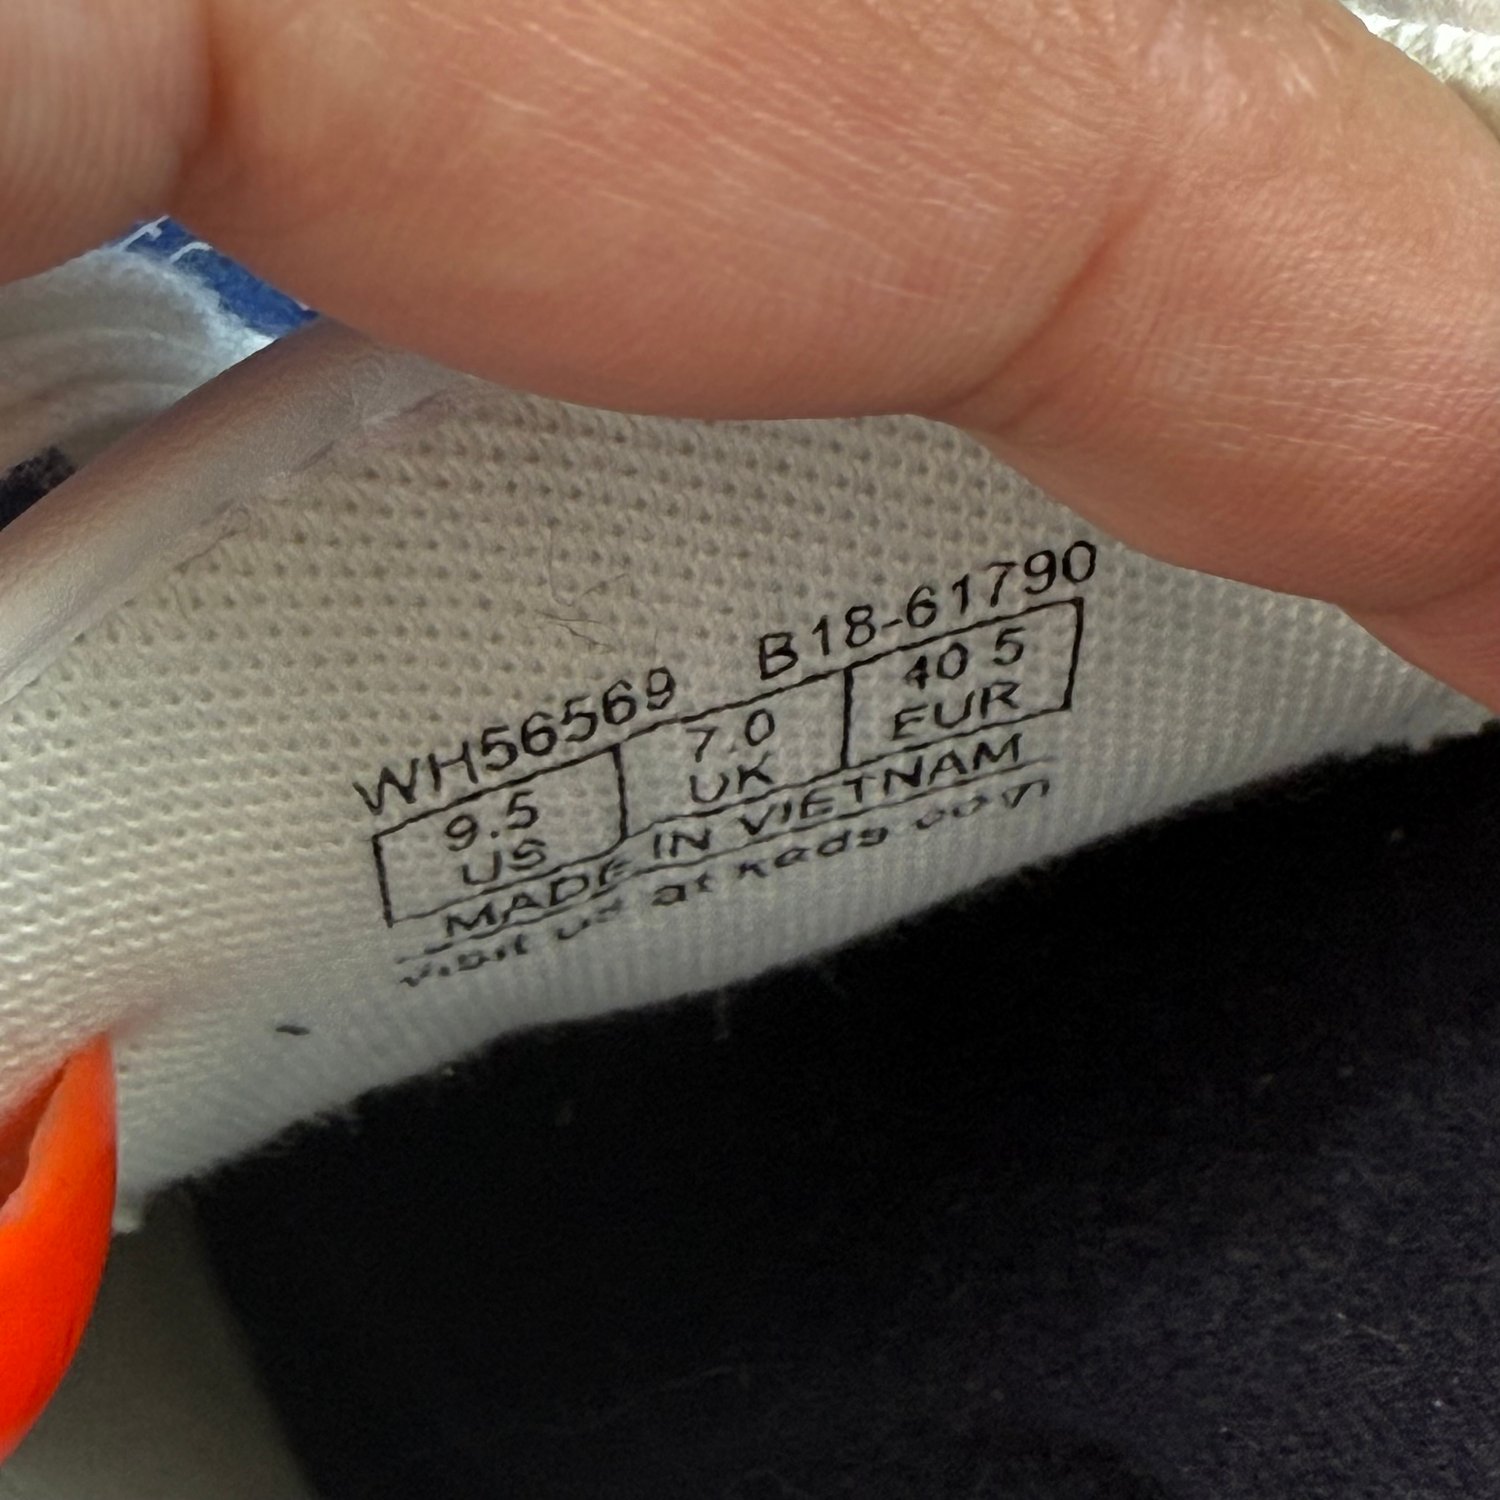 WH56569 B18-61790
9.5 7.0 40.5
US UK EUR
MADE IN VIETNAM
visit us at keds.com